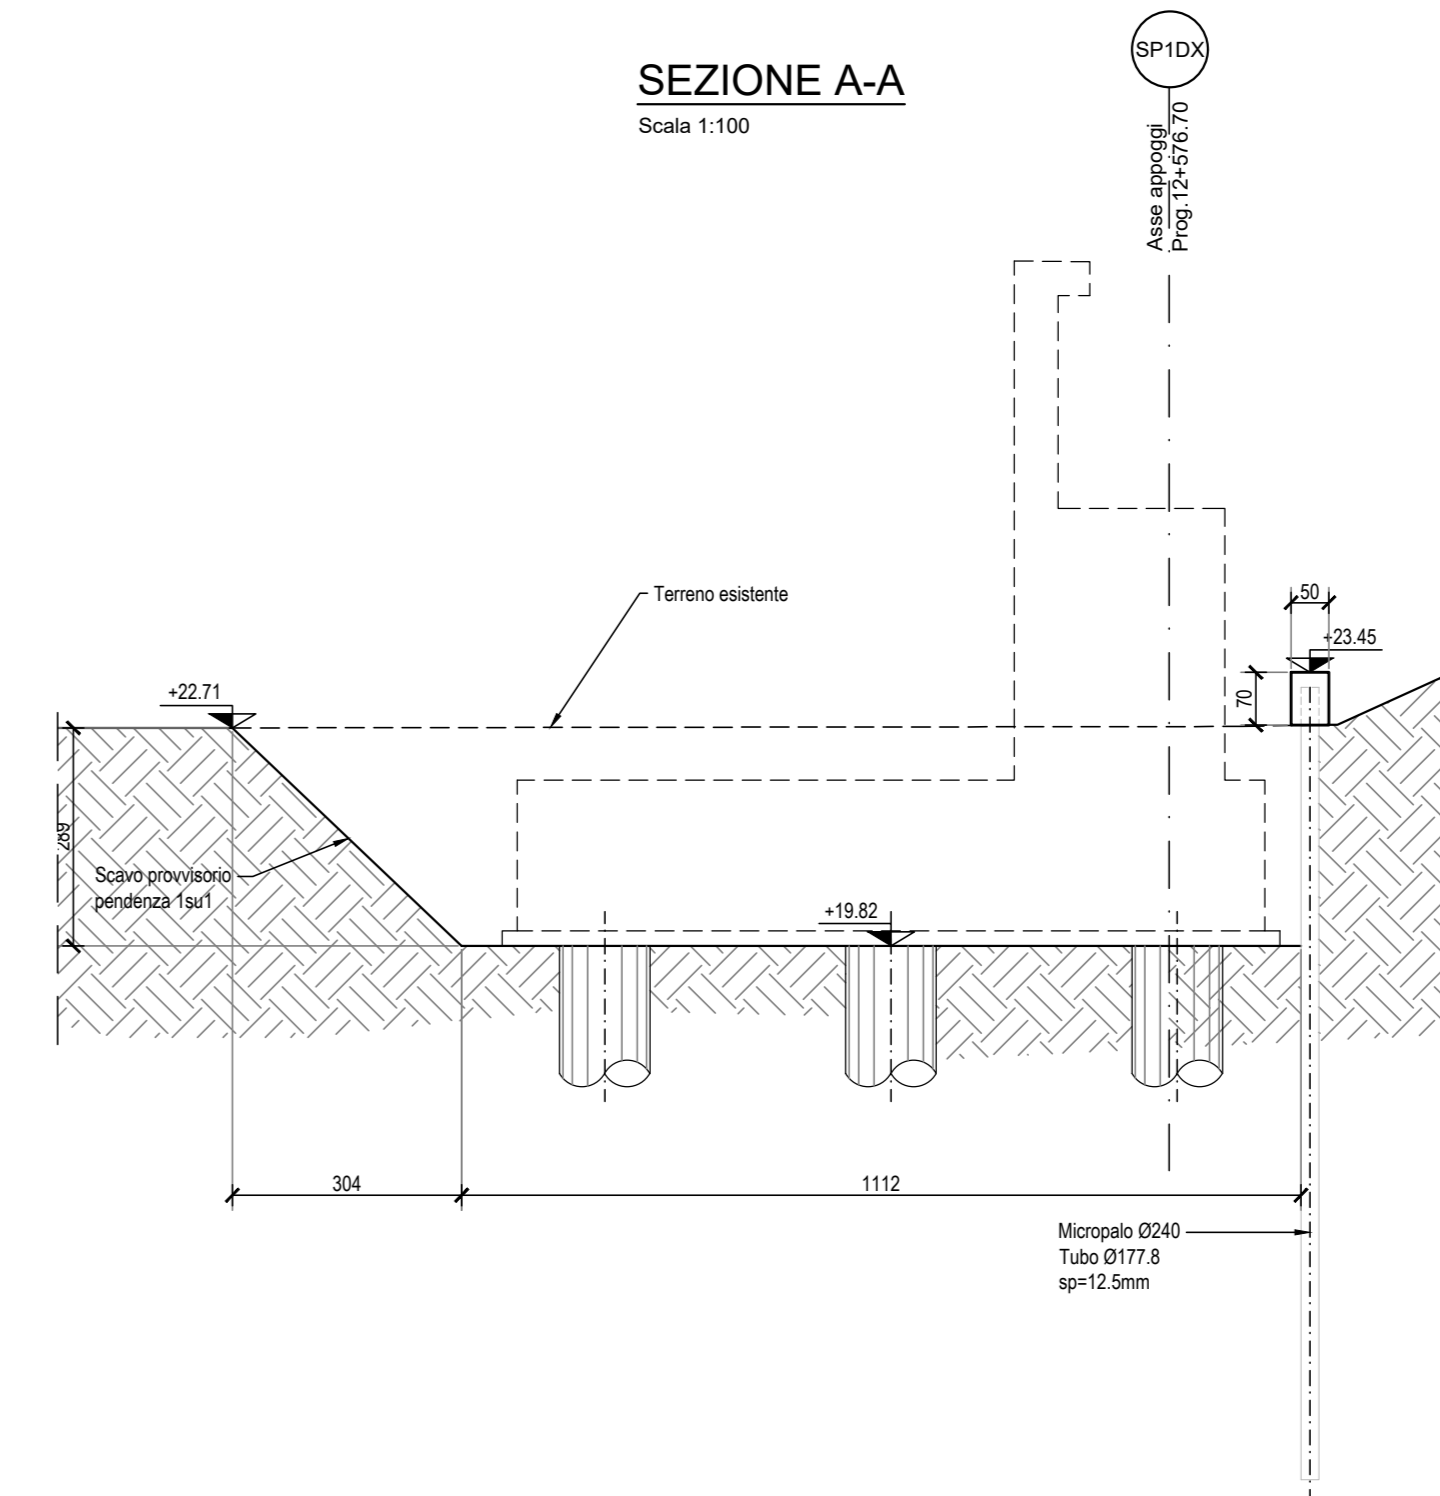 SP1DX
SEZIONE A-A
Scala 1:100
Asse appoggi
Prog.12+576.70
Terreno esistente
50
+23.45
70
+22.71
289
Scavo provvisorio
pendenza 1su1
+19.82
304
1112
Micropalo Ø240
Tubo Ø177.8
sp=12.5mm